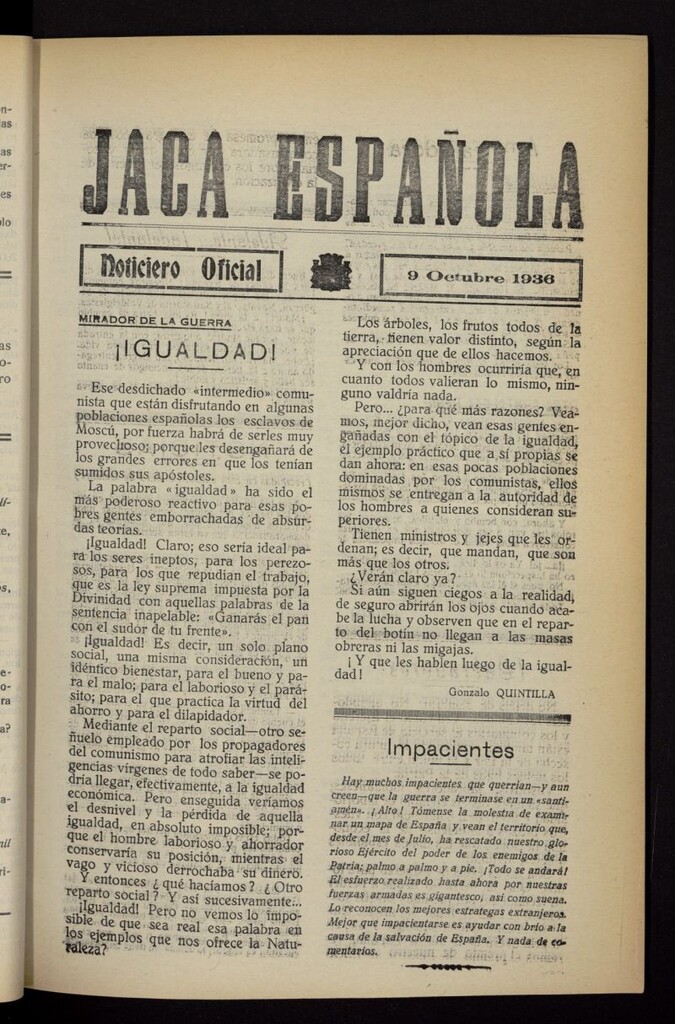 JACA ESPAÑOLA
Noticiero Oficial
9 Octubre 1936
MIRADOR DE LA GUERRA
¡IGUALDAD!
Ese desdichado «intermedio» comu-
nista que están disfrutando en algunas
poblaciones españolas los esclavos de
Moscú, por fuerza habrá de serles muy
provechoso; porque les desengañará de
los grandes errores en que los tenían
sumidos sus apóstoles.
La palabra «igualdad» ha sido el
más poderoso reactivo para esas po-
bres gentes emborrachadas de absur-
das teorías.
¡Igualdad! Claro; eso sería ideal pa-
ra los seres ineptos, para los perezo-
sos, para los que repudian el trabajo,
que es la ley suprema impuesta por la
Divinidad con aquellas palabras de la
sentencia inapelable: «Ganarás el pan
con el sudor de tu frente».
¡Igualdad! Es decir, un solo plano
social, una misma consideración, un
idéntico bienestar, para el bueno y pa-
ra el malo; para el laborioso y el pará-
sito; para el que practica la virtud del
ahorro y para el dilapidador.
Mediante el reparto social—otro se-
ñuelo empleado por los propagadores
del comunismo para atrofiar las inteli-
gencias vírgenes de todo saber—se po-
dría llegar, efectivamente, a la igualdad
económica. Pero enseguida veríamos
el desnivel y la pérdida de aquella
igualdad, en absoluto imposible; por-
que el hombre laborioso y ahorrador
conservaría su posición, mientras el
vago y vicioso derrochaba su dinero.
Y entonces ¿qué hacíamos? ¿Otro
reparto social? Y así sucesivamente...
¡Igualdad! Pero no vemos lo impo-
sible de que sea real esa palabra en
los ejemplos que nos ofrece la Natu-
raleza?
Los árboles, los frutos todos de la
tierra, tienen valor distinto, según la
apreciación que de ellos hacemos.
Y con los hombres ocurriría que, en
cuanto todos valieran lo mismo, nin-
guno valdría nada.
Pero... ¿para qué más razones? Vea-
mos, mejor dicho, vean esas gentes en-
gañadas con el tópico de la igualdad,
el ejemplo práctico que a sí propias se
dan ahora: en esas pocas poblaciones
dominadas por los comunistas, ellos
mismos se entregan a la autoridad de
los hombres a quienes consideran su-
periores.
Tienen ministros y jejes que les or-
denan; es decir, que mandan, que son
más que los otros.
¿Verán claro ya?
Si aún siguen ciegos a la realidad,
de seguro abrirán los ojos cuando aca-
be la lucha y observen que en el repar-
to del botín no llegan a las masas
obreras ni las migajas.
¡Y que les hablen luego de la igual-
dad!
Gonzalo QUINTILLA
Impacientes
Hay muchos impacientes que querrían—y aun
creen—que la guerra se terminase en un «santi-
amén». ¡Alto! Tómense la molestia de exami-
nar un mapa de España y vean el territorio que,
desde el mes de Julio, ha rescatado nuestro glo-
rioso Ejército del poder de los enemigos de la
Patria; palmo a palmo y a pie. ¡Todo se andará!
El esfuerzo realizado hasta ahora por nuestras
fuerzas armadas es gigantesco, así como suena.
Lo reconocen los mejores estrategas extranjeros.
Mejor que impacientarse es ayudar con brío a la
causa de la salvación de España. Y nada de co-
mentarios.